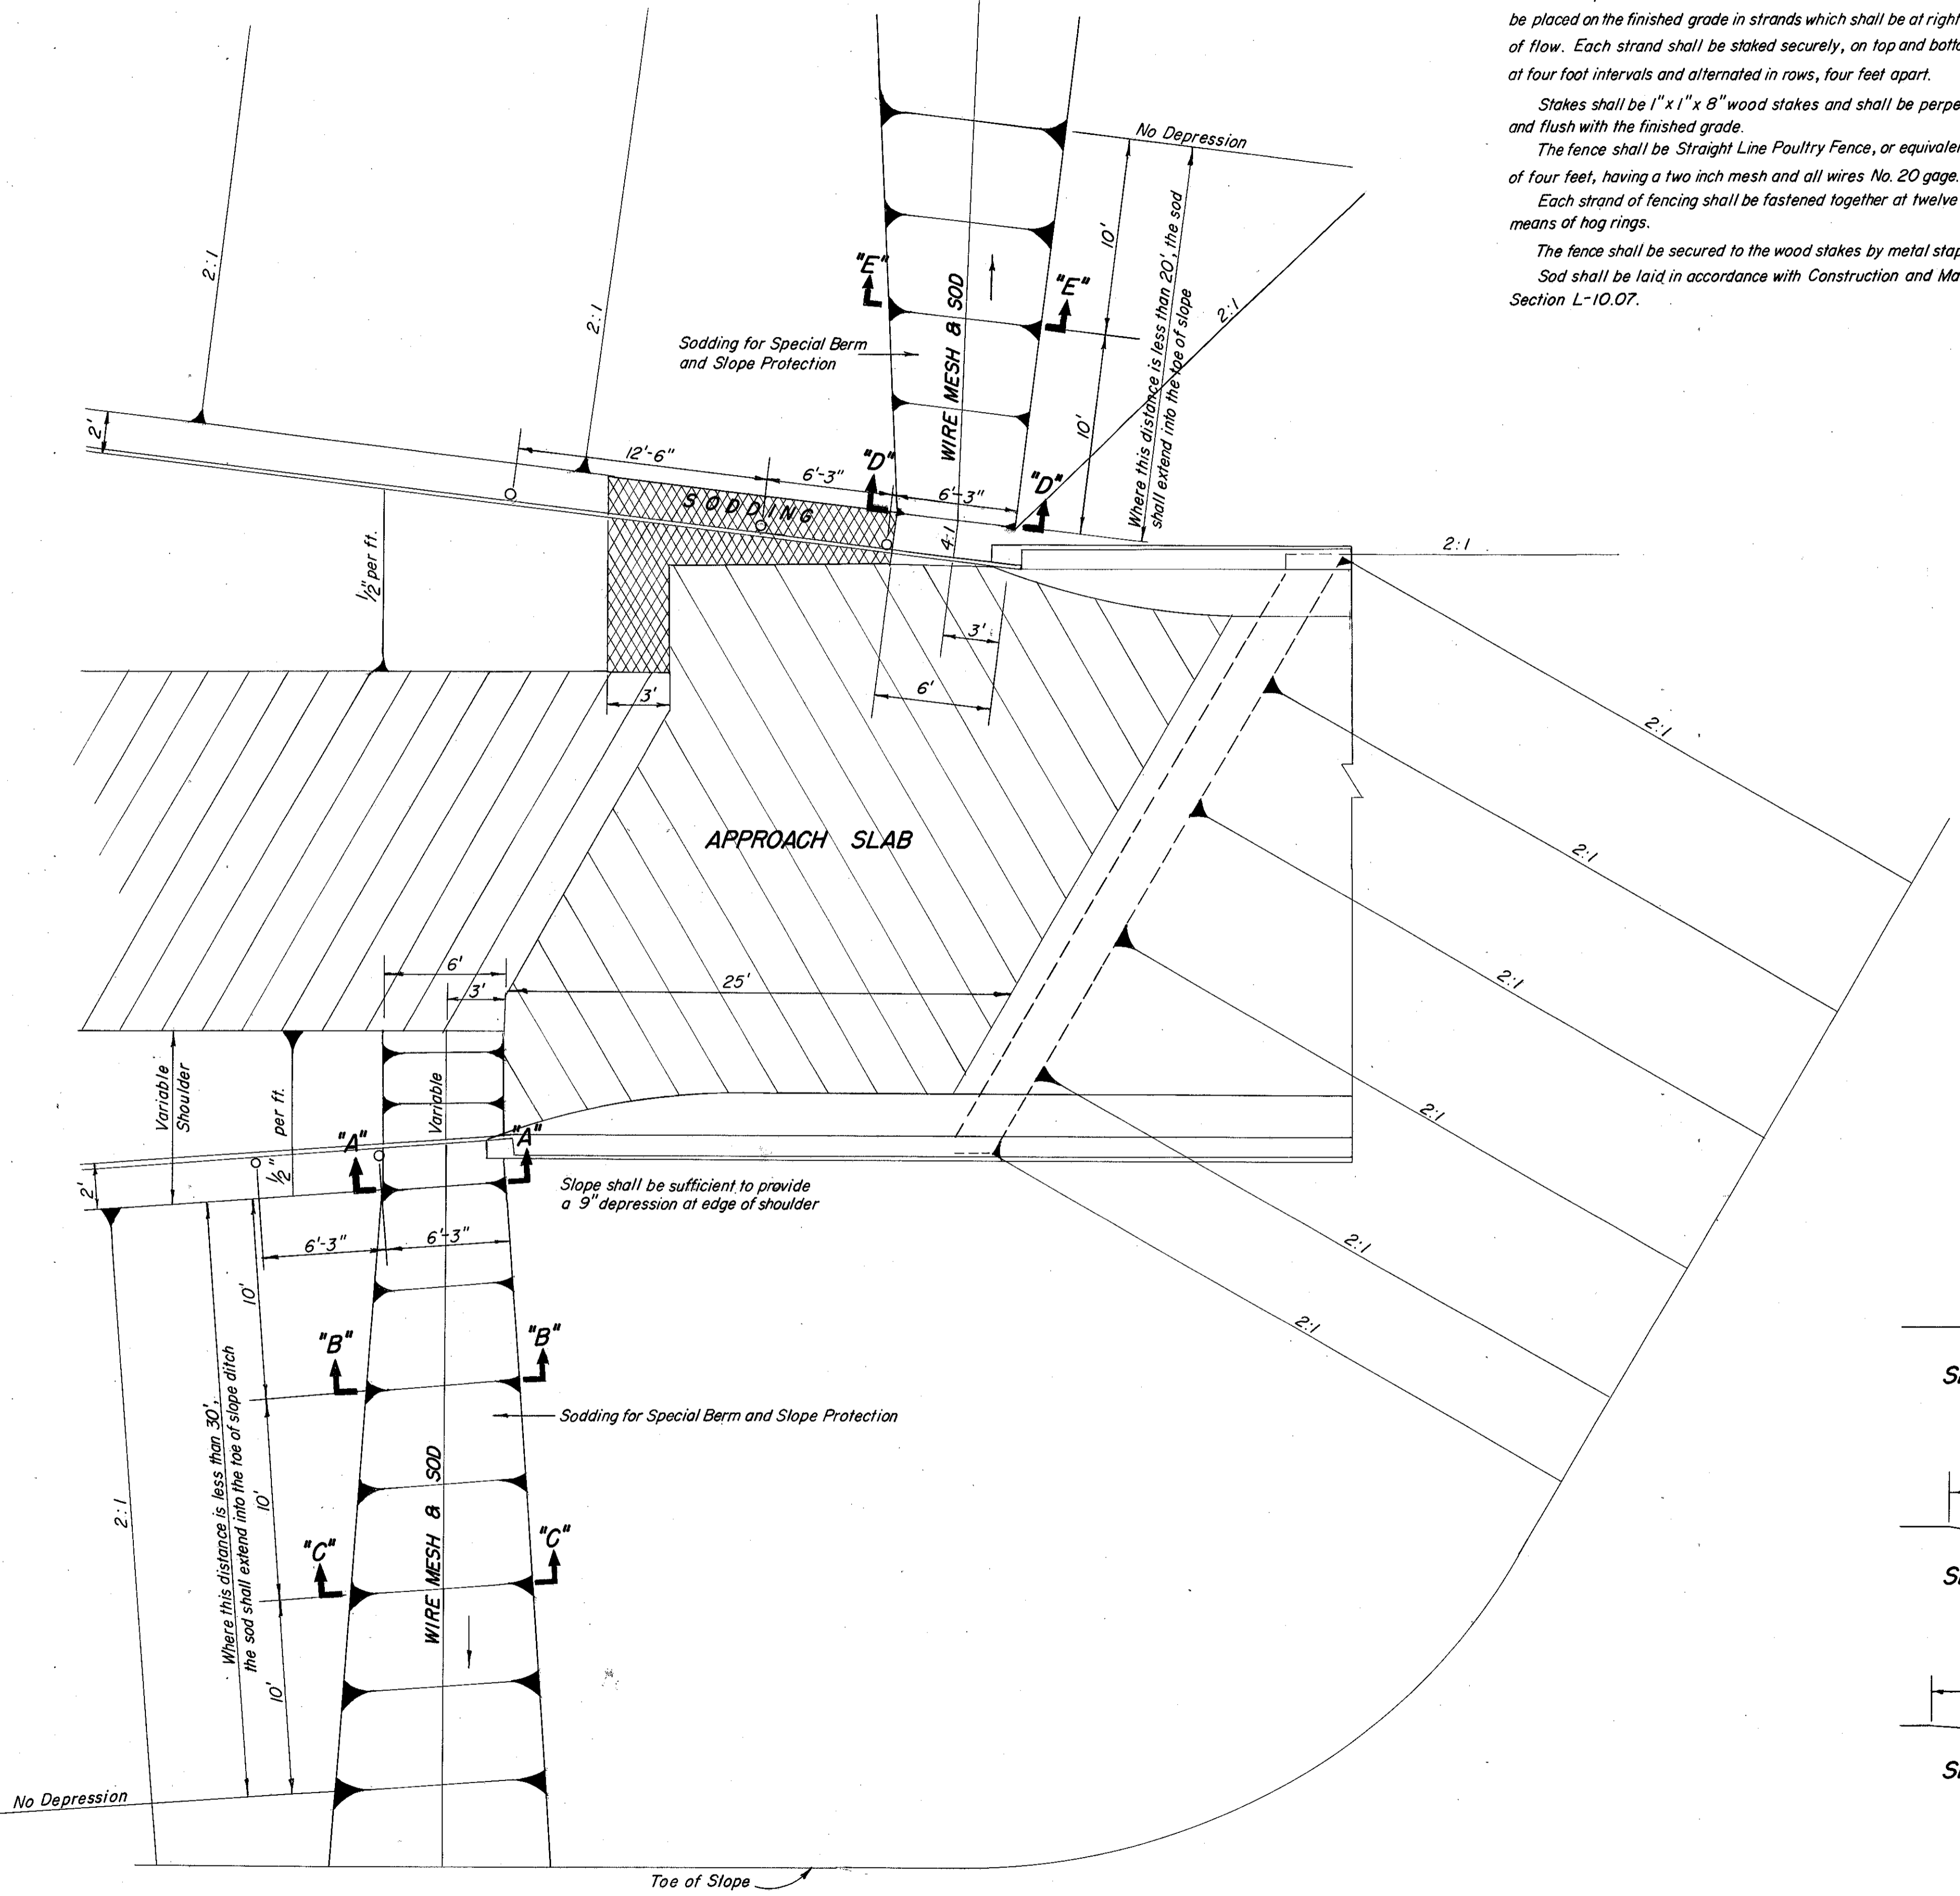 be placed on the finished grade in strands which shall be at right
of flow. Each strand shall be staked securely, on top and
at four foot intervals and alternated in rows, four feet apart.
Stakes shall be 1"x 1"x 8" wood stakes and shall be
and flush with the finished grade.
The fence shall be Straight Line Poultry Fence, or
of four feet, having a two inch mesh and all wires No. 20 gage.
Each strand of fencing shall be fastened together at twelve
means of hog rings.
The fence shall be secured to the wood stakes by metal
Sod shall be laid in accordance with Construction and
Section L-10.07.
No Depression
2:1
2:1
10'
10'
Where this distance is less than 20', the sod
shall extend into the toe of slope
2:1
"E"
"E"
WIRE MESH & SOD
Sodding for Special Berm
and Slope Protection
2'
12'-6"
6'-3"
6'-3"
"D"
"D"
SODDING
4:1
2:1
1/2" per ft.
3'
6'
3'
2:1
2:1
2:1
2:1
2:1
2:1
APPROACH SLAB
6'
3'
25'
Variable
Shoulder
1/2" per ft.
Variable
"A"
"A"
2'
Slope shall be sufficient to provide
a 9" depression at edge of shoulder
6'-3"
6'-3"
10'
10'
10'
"B"
"B"
Sodding for Special Berm and Slope Protection
Where this distance is less than 30',
the sod shall extend into the toe of slope ditch
2:1
WIRE MESH & SOD
"C"
"C"
No Depression
Toe of Slope